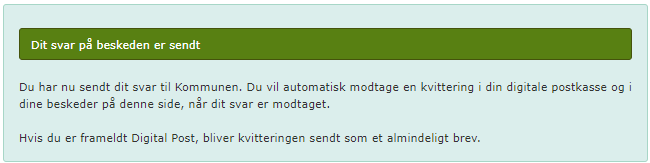 Dit svar på beskeden er sendt
Du har nu sendt dit svar til Kommunen. Du vil automatisk modtage en kvittering i din digitale postkasse og i
dine beskeder på denne side, når dit svar er modtaget.
Hvis du er frameldt Digital Post, bliver kvitteringen sendt som et almindeligt brev.